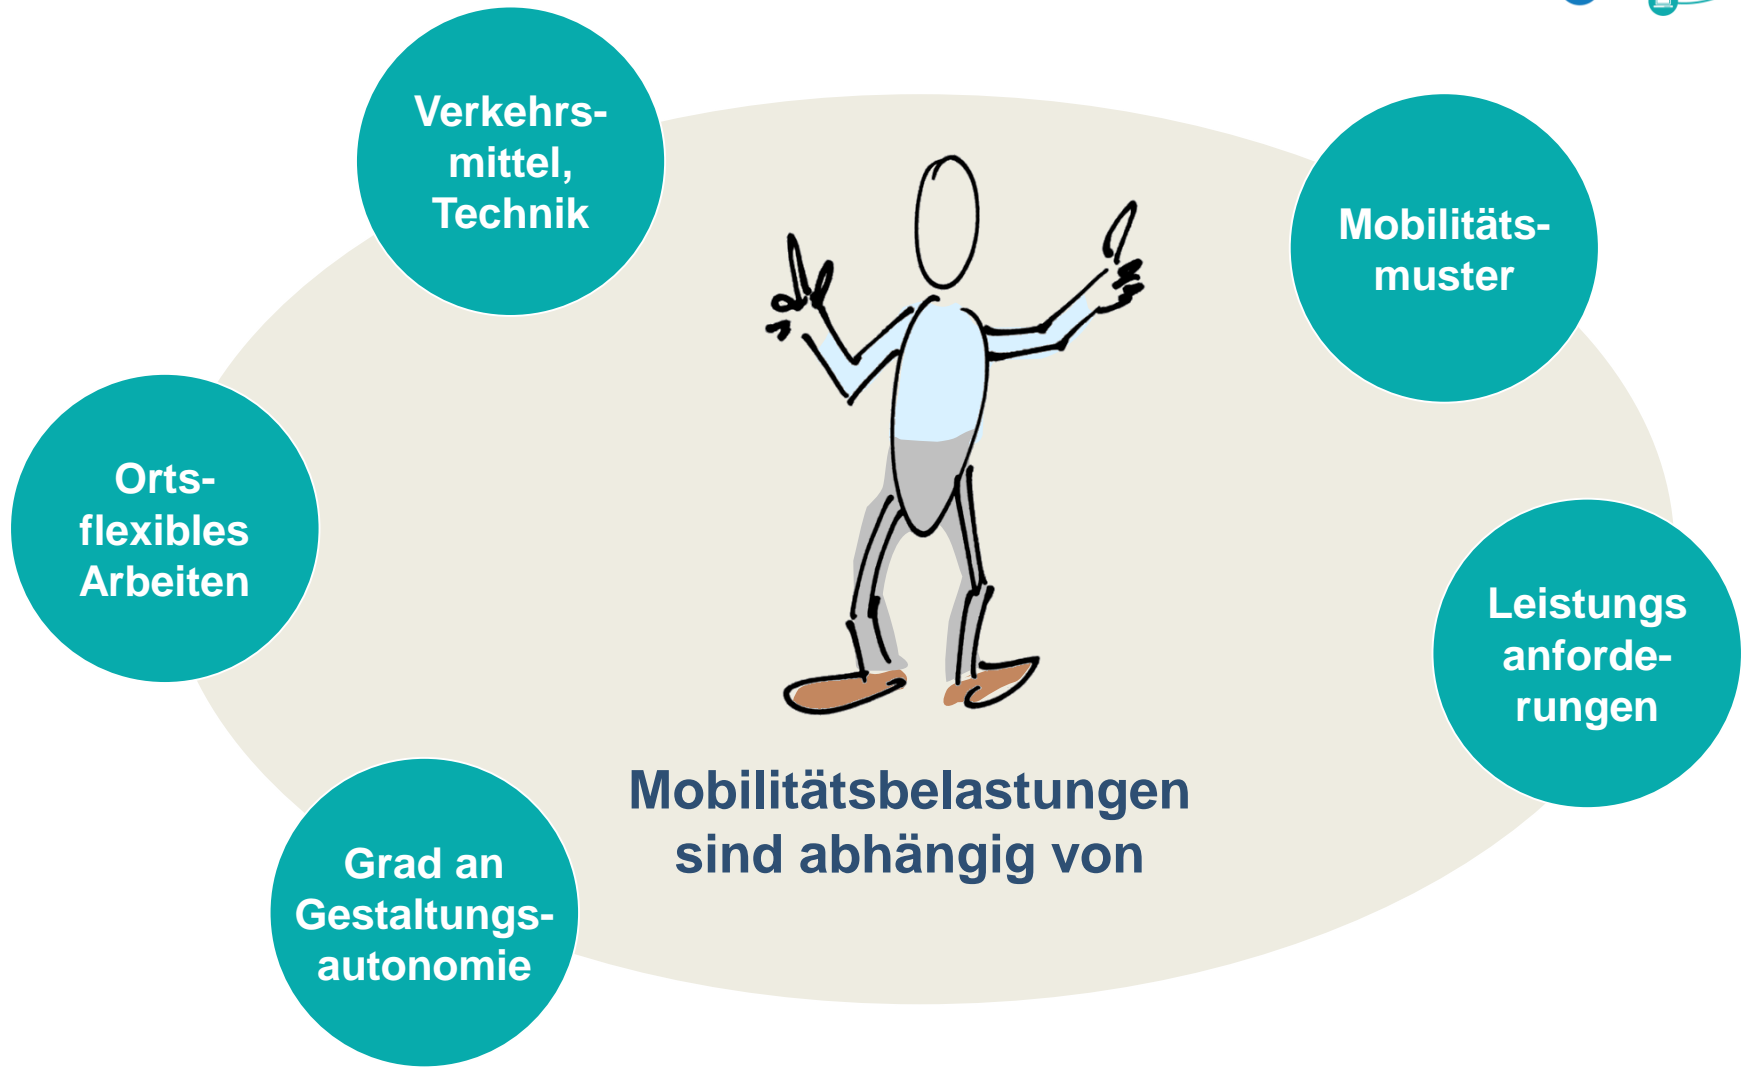 Verkehrs-
mittel,
Technik
Mobilitäts-
muster
Orts-
flexibles
Arbeiten
Leistungs
anforde-
rungen
Grad an
Gestaltungs-
autonomie
Mobilitätsbelastungen
sind abhängig von